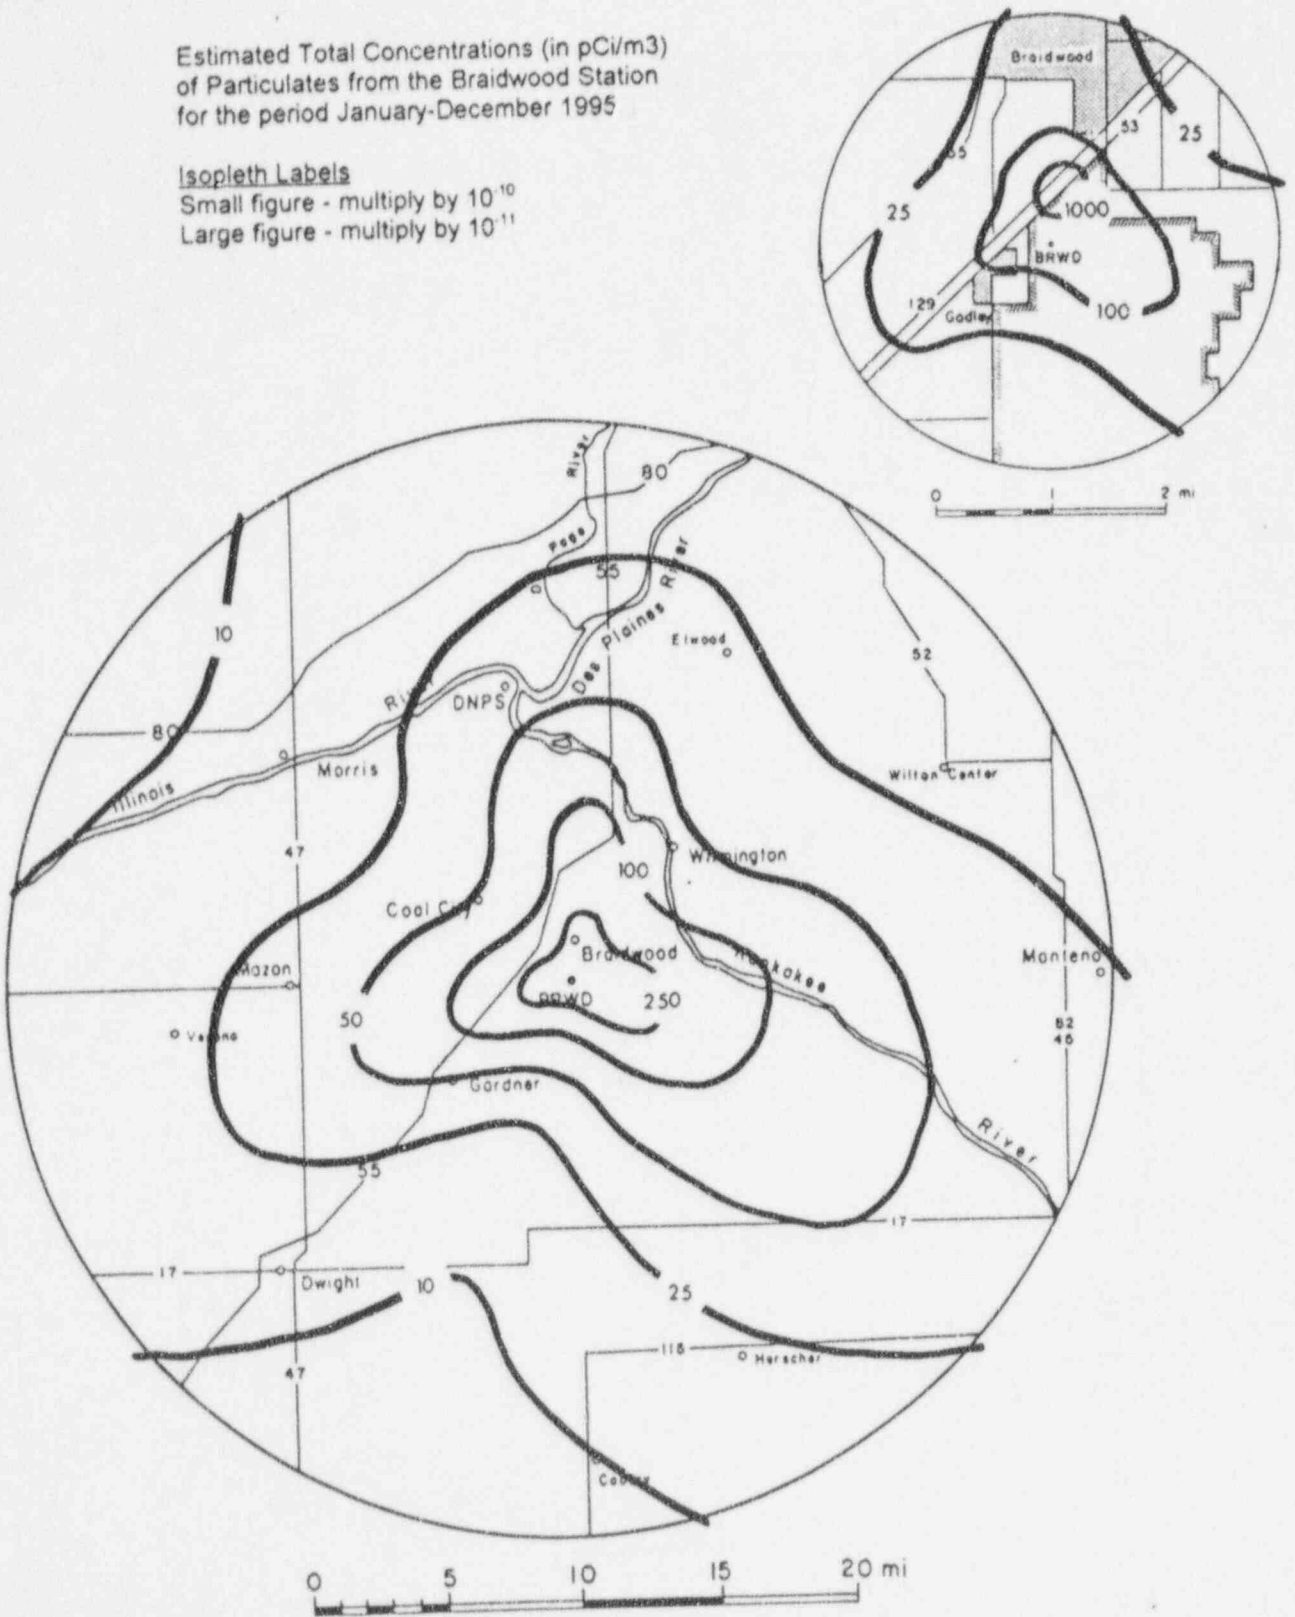 Estimated Total Concentrations (in pCi/m3)
of Particulates from the Braidwood Station
for the period January-December 1995
Isopleth Labels
Small figure - multiply by 10-10
Large figure - multiply by 10-11
Braidwood
53
25
55
25
1000
BRWD
129
100
Godley
0 1 2 mi
River
80
Page
55
River
10
Des Plaines
Elwood
52
River
DNPS
80
Morris
Wilton Center
Illinois
47
Wilmington
100
Coal City
Braidwood
Kankakee
Manteno
Mazon
BRWD
250
50
Verona
52
45
Gardner
River
55
17
17
Dwight
10
25
115
Herscher
47
0 5 10 15 20 mi